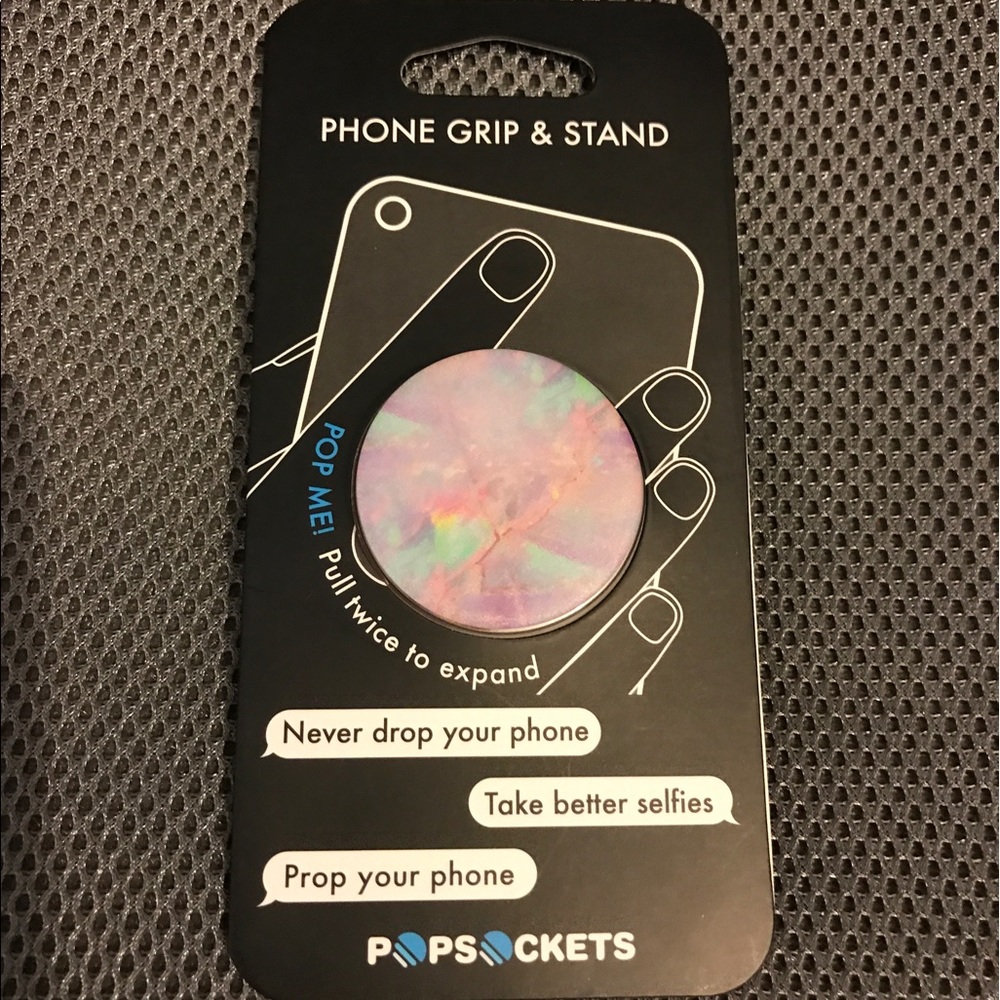 PHONE GRIP & STAND
POP ME! Pull twice to expand
Never drop your phone
Take better selfies
Prop your phone
POPSOCKETS